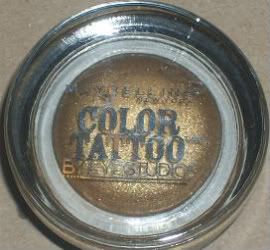 MAYBELLINE
NEW YORK
COLOR
TATTOO
BY EYESTUDIO